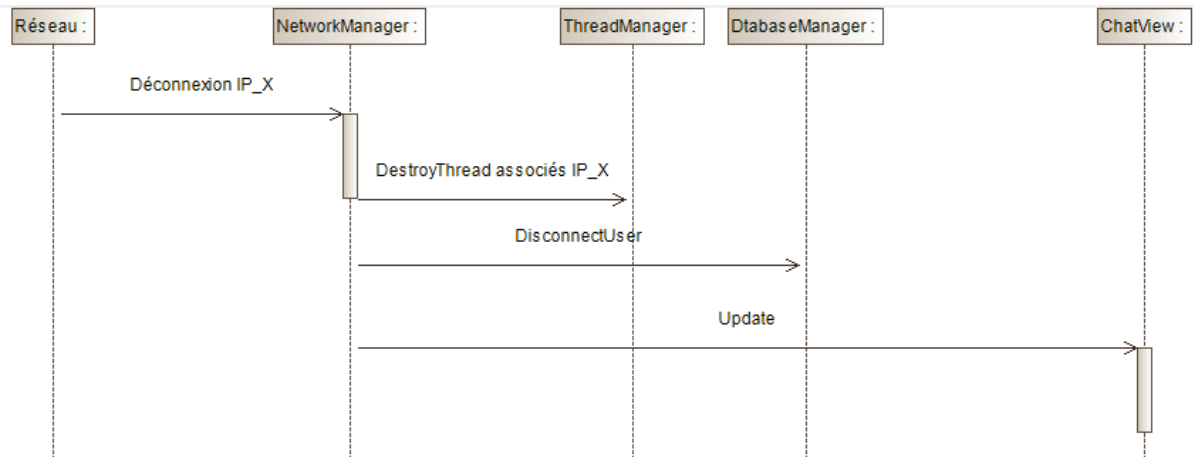 Réseau :
NetworkManager :
ThreadManager :
DtabaseManager :
ChatView :
Déconnexion IP_X
DestroyThread associés IP_X
DisconnectUser
Update